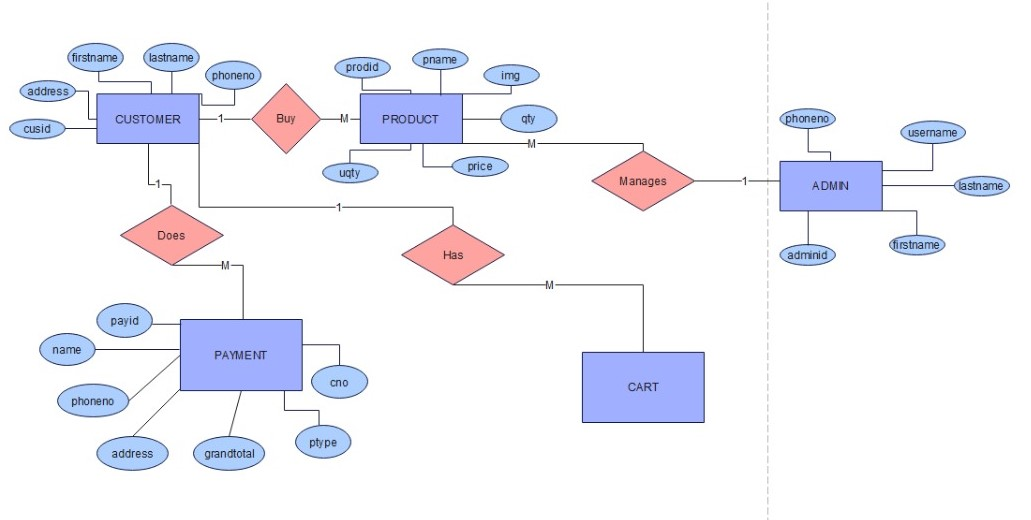 firstname
lastname
phoneno
address
cusid
CUSTOMER
1
Buy
M
prodid
pname
img
PRODUCT
qty
uqty
price
M
Manages
1
phoneno
username
ADMIN
lastname
adminid
firstname
1
Does
M
1
Has
M
payid
name
PAYMENT
phoneno
cno
address
grandtotal
ptype
CART